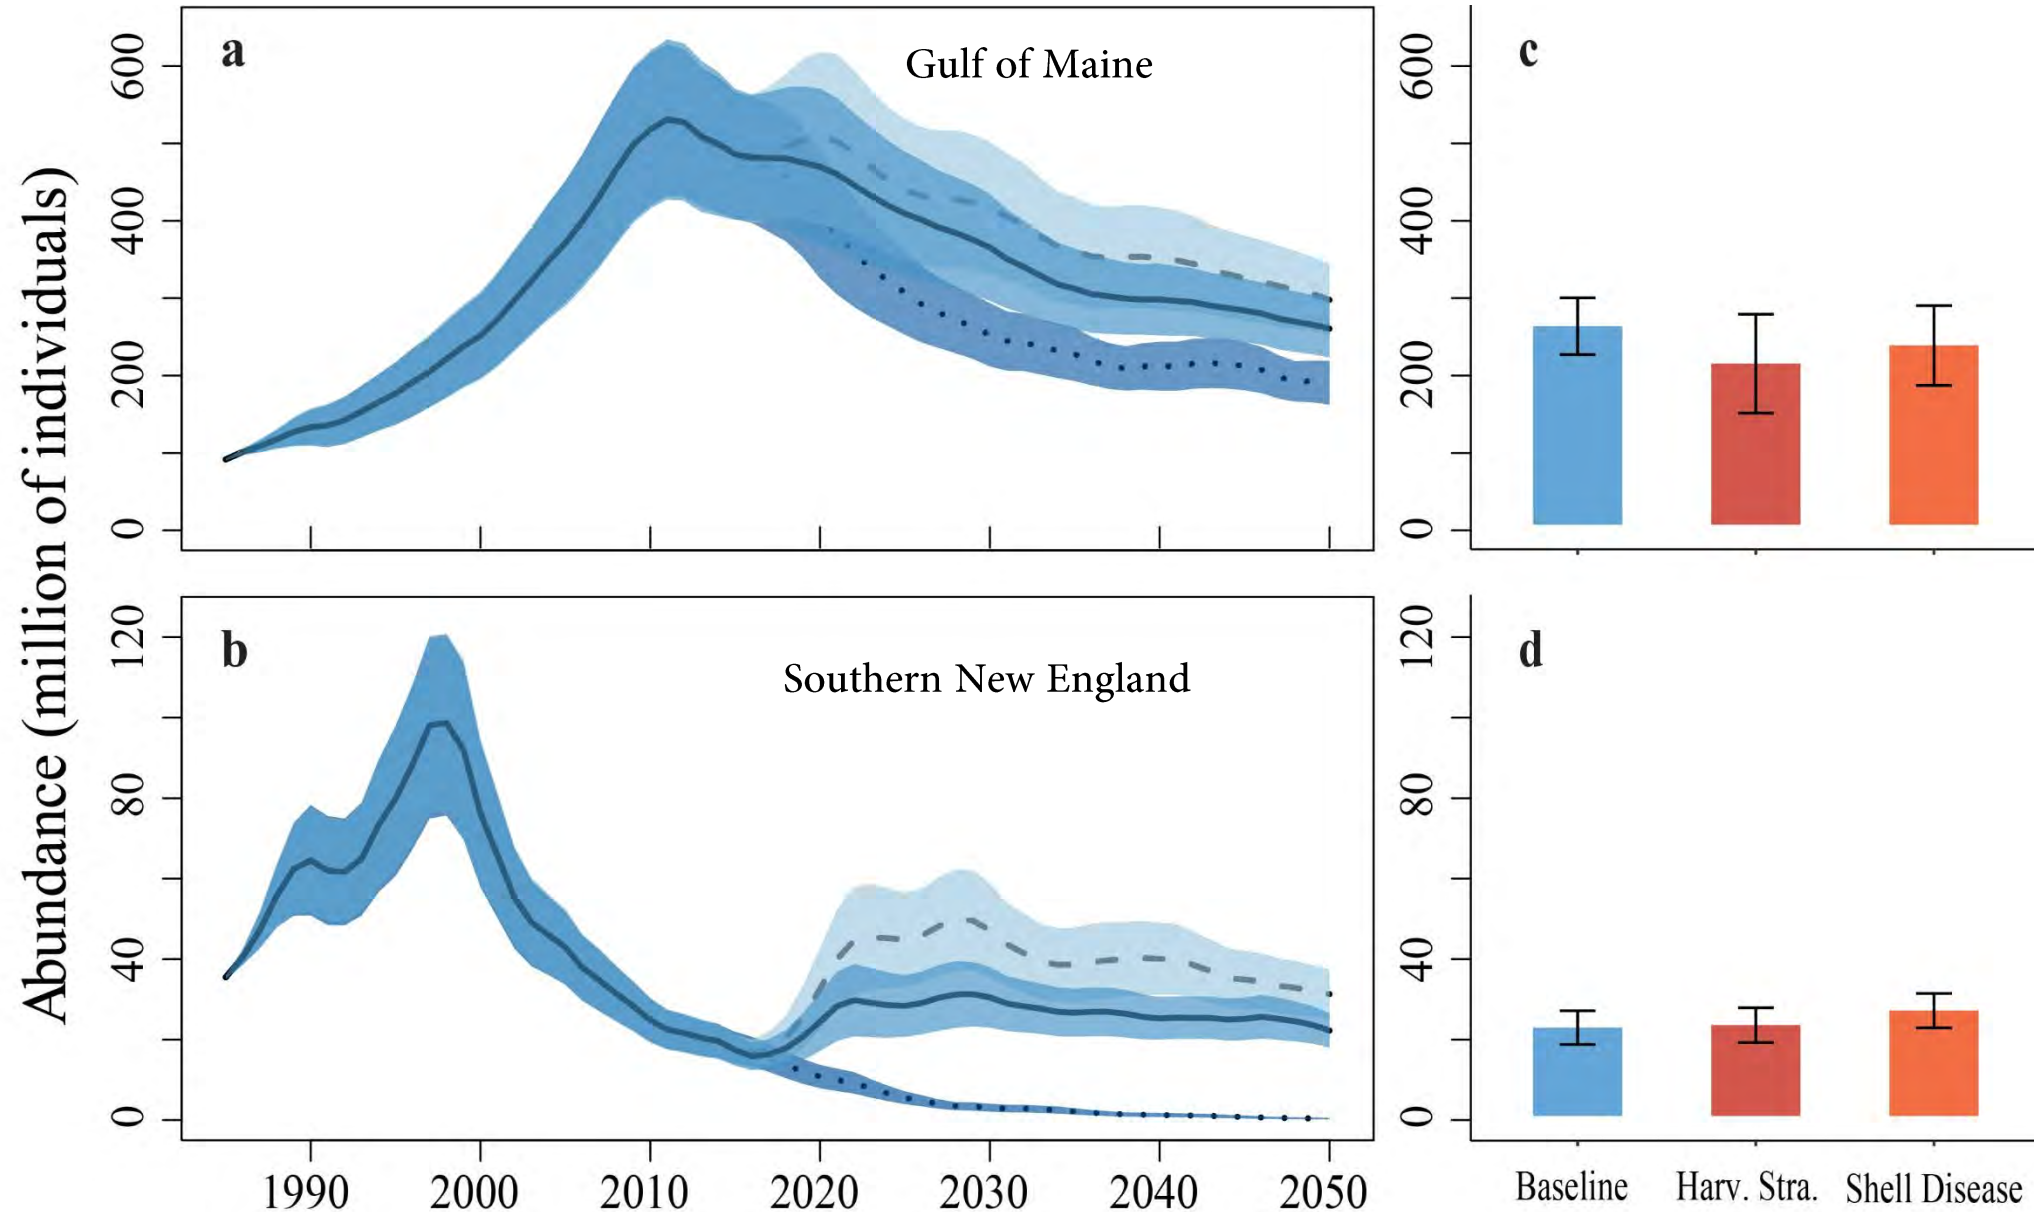 Abundance (million of individuals)
a
Gulf of Maine
600
400
200
0
c
600
400
200
0
b
Southern New England
120
80
40
0
d
120
80
40
0
1990 2000 2010 2020 2030 2040 2050
Baseline Harv. Stra. Shell Disease